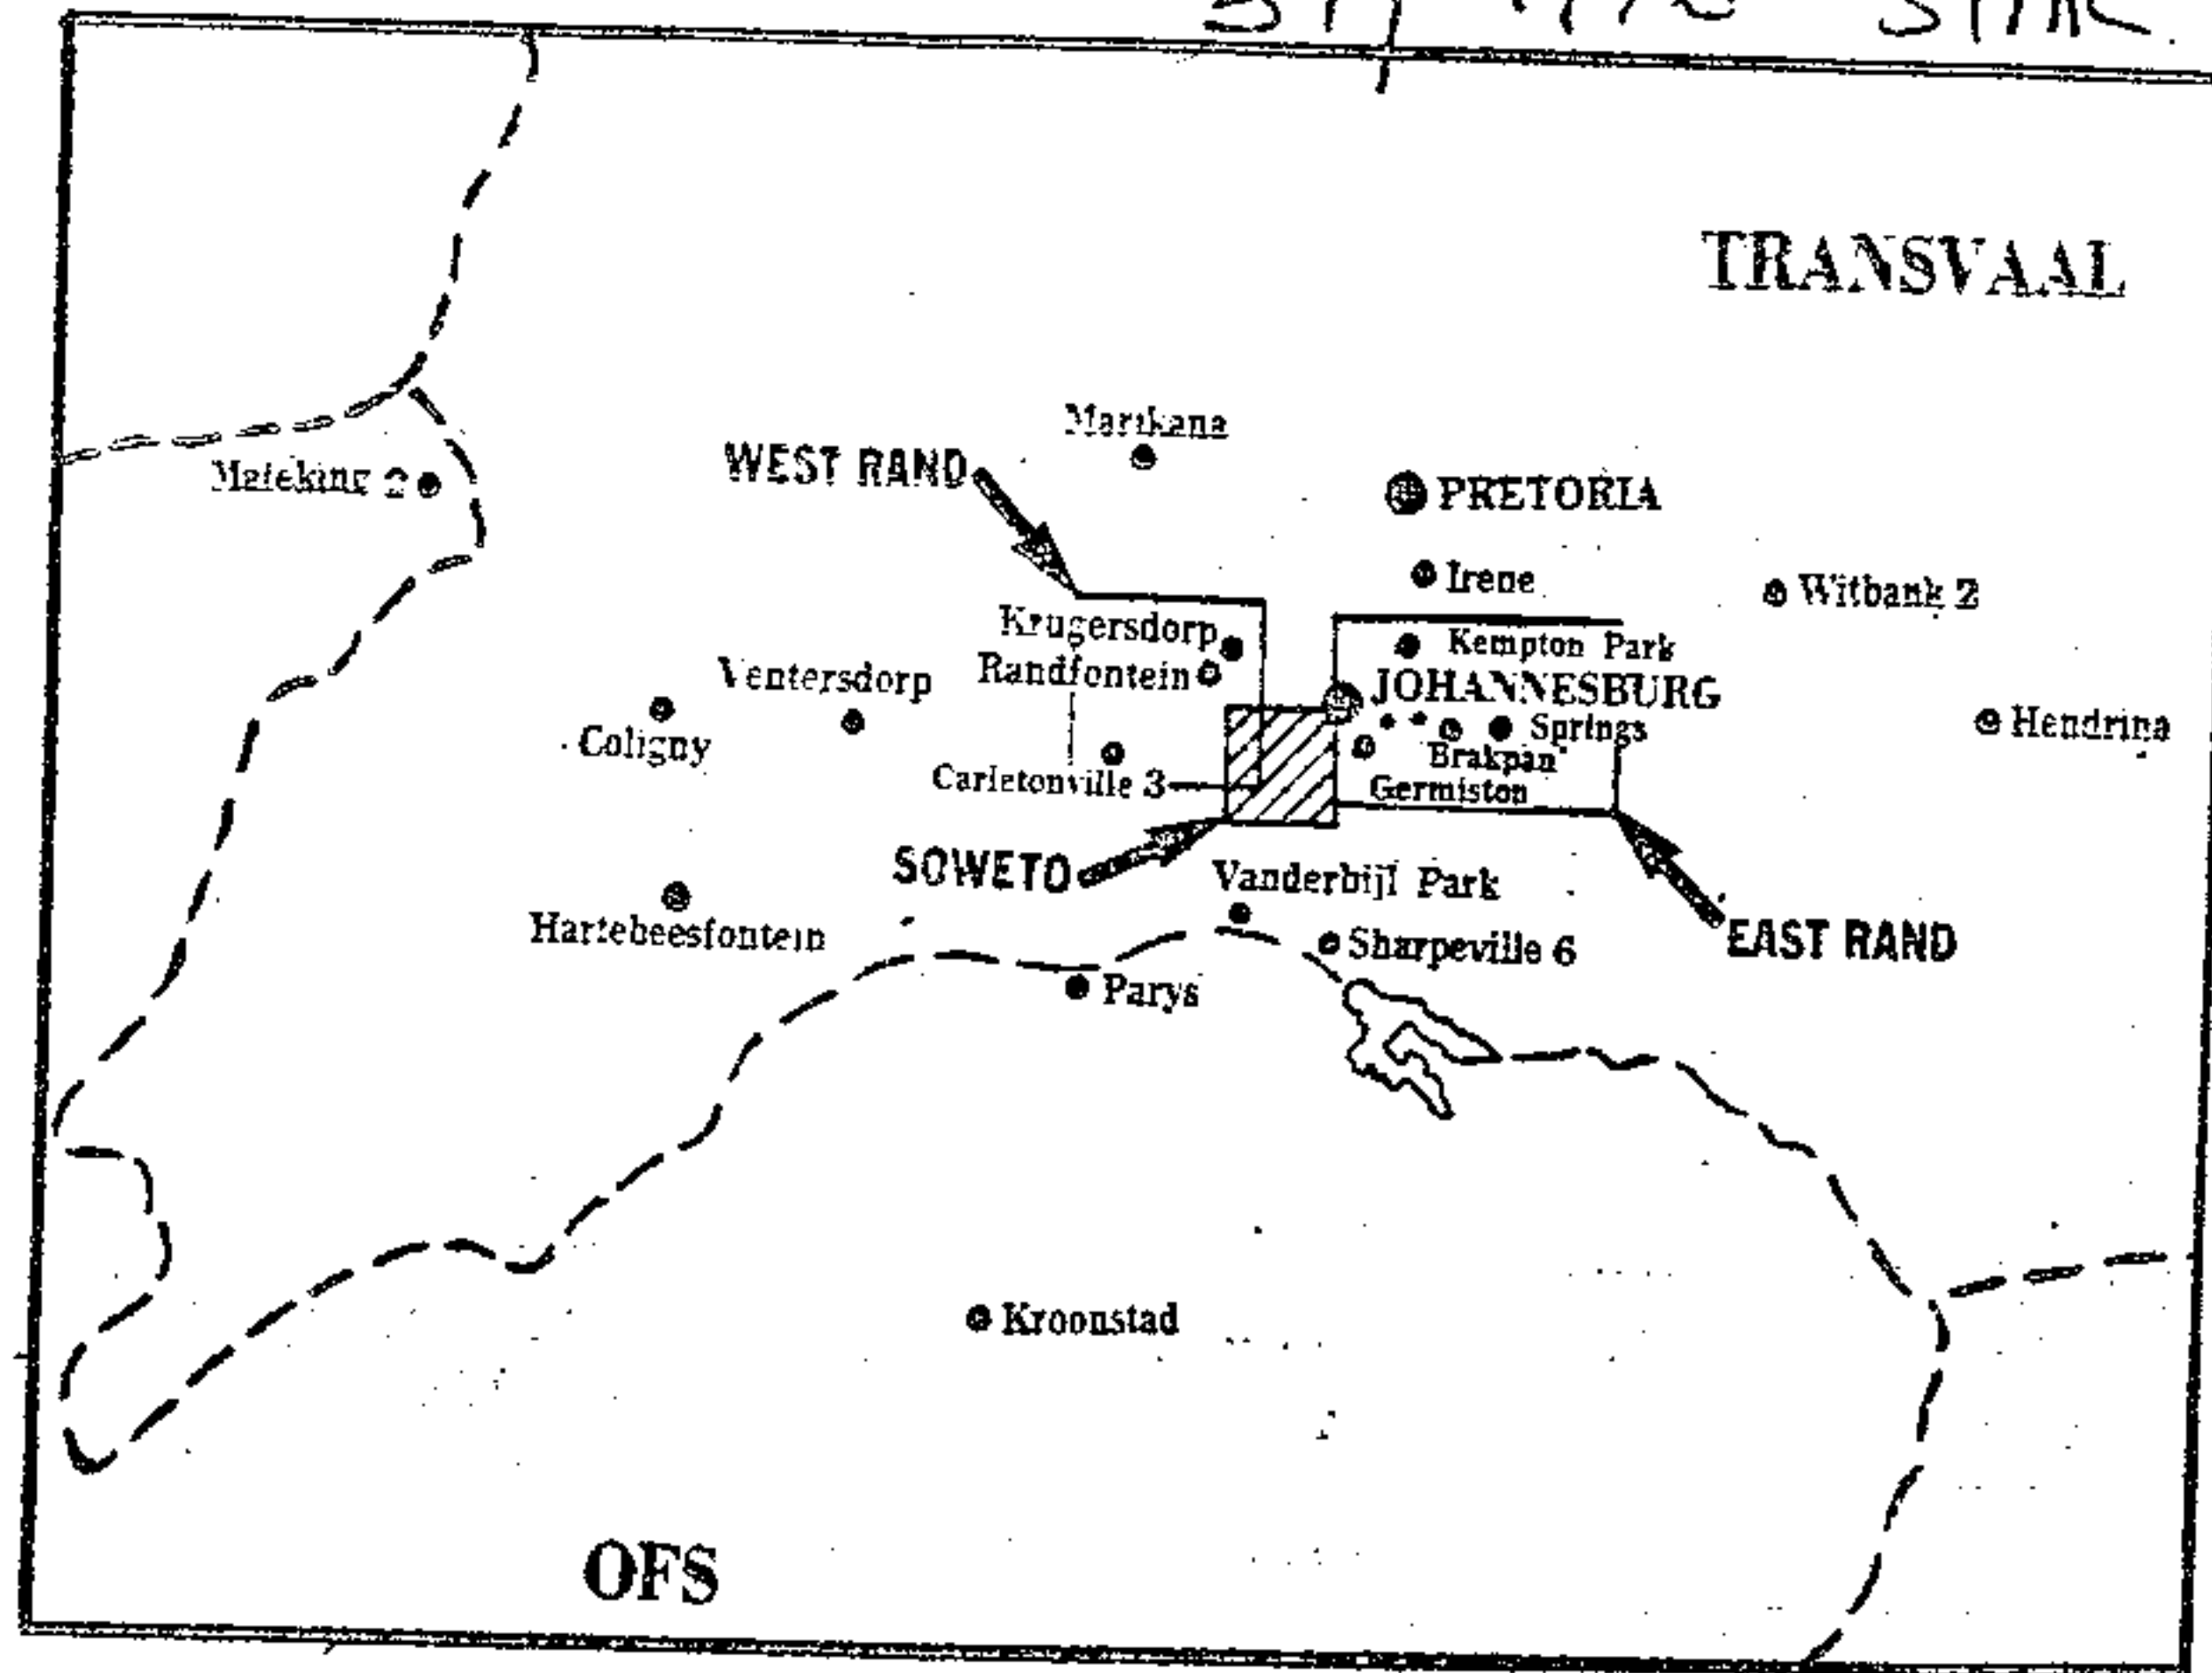 STAR.
TRANSVAAL
Marikana
WEST RAND
Mafeking 2
PRETORIA
Irene
Witbank 2
Krugersdorp
Kempton Park
Randfontein
Ventersdorp
JOHANNESBURG
Coligny
Springs
Hendrina
Brakpan
Carletonville 3
Germiston
SOWETO
Vanderbijl Park
Hartebeesfontein
Sharpeville 6
EAST RAND
Parys
Kroonstad
OFS